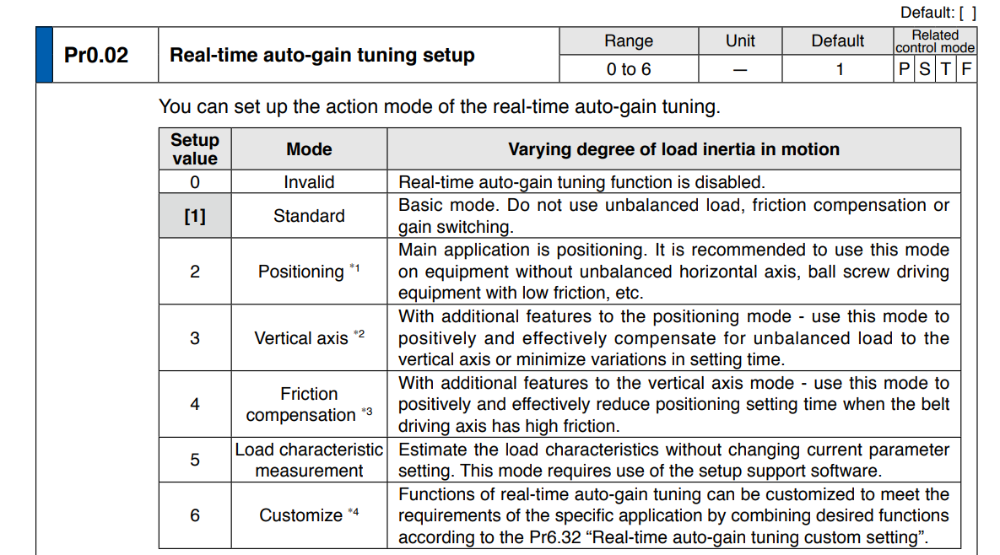 Default: [ ]
Pr0.02
Real-time auto-gain tuning setup
Range
Unit
Default
Related
control mode
0 to 6
—
1
P S T F
You can set up the action mode of the real-time auto-gain tuning.
Setup
value
Mode
Varying degree of load inertia in motion
0
Invalid
Real-time auto-gain tuning function is disabled.
[1]
Standard
Basic mode. Do not use unbalanced load, friction compensation or
gain switching.
2
Positioning *1
Main application is positioning. It is recommended to use this mode
on equipment without unbalanced horizontal axis, ball screw driving
equipment with low friction, etc.
3
Vertical axis *2
With additional features to the positioning mode - use this mode to
positively and effectively compensate for unbalanced load to the
vertical axis or minimize variations in setting time.
4
Friction
compensation *3
With additional features to the vertical axis mode - use this mode to
positively and effectively reduce positioning setting time when the belt
driving axis has high friction.
5
Load characteristic
measurement
Estimate the load characteristics without changing current parameter
setting. This mode requires use of the setup support software.
6
Customize *4
Functions of real-time auto-gain tuning can be customized to meet the
requirements of the specific application by combining desired functions
according to the Pr6.32 “Real-time auto-gain tuning custom setting”.